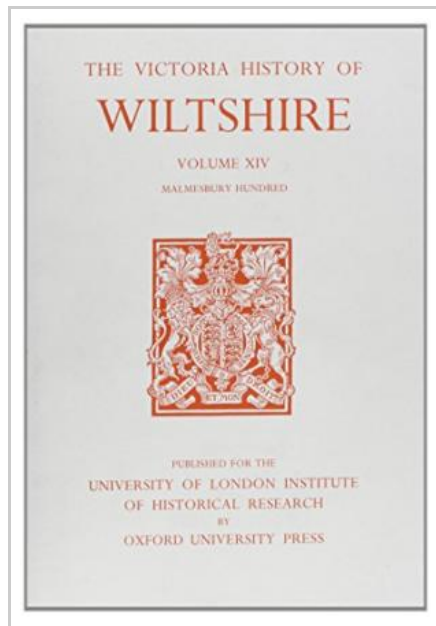 THE VICTORIA HISTORY OF
WILTSHIRE
VOLUME XIV
MALMESBURY HUNDRED
DIEU
ET MON
DROIT
PUBLISHED FOR THE
UNIVERSITY OF LONDON INSTITUTE
OF HISTORICAL RESEARCH
BY
OXFORD UNIVERSITY PRESS